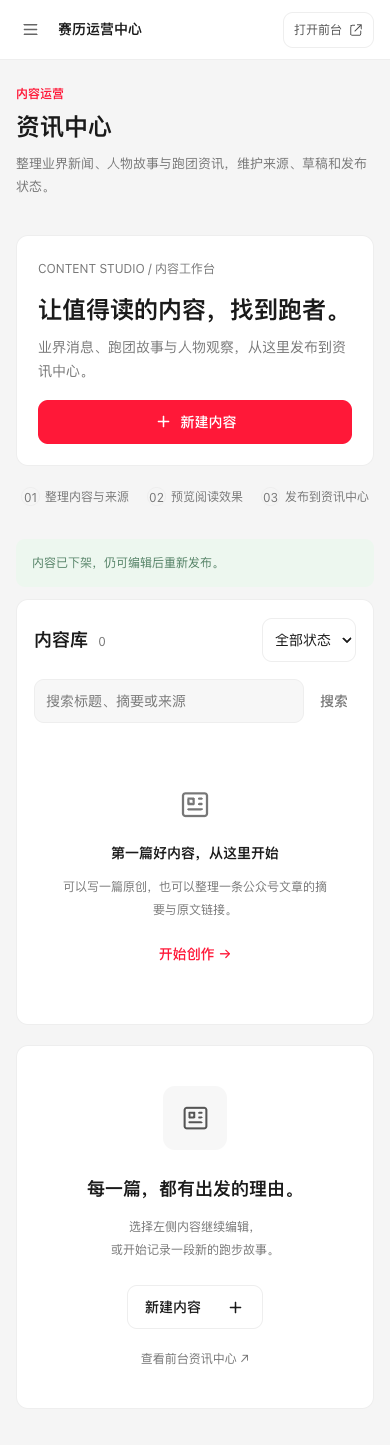 赛历运营中心
打开前台
内容运营
资讯中心
整理业界新闻、人物故事与跑团资讯，维护来源、草稿和发布
状态。
CONTENT STUDIO / 内容工作台
让值得读的内容，找到跑者。
业界消息、跑团故事与人物观察，从这里发布到资
讯中心。
+ 新建内容
01 整理内容与来源 02 预览阅读效果 03 发布到资讯中心
内容已下架，仍可编辑后重新发布。
内容库 0
全部状态
搜索标题、摘要或来源
搜索
第一篇好内容，从这里开始
可以写一篇原创，也可以整理一条公众号文章的摘
要与原文链接。
开始创作 →
每一篇，都有出发的理由。
选择左侧内容继续编辑，
或开始记录一段新的跑步故事。
新建内容 +
查看前台资讯中心 ↗